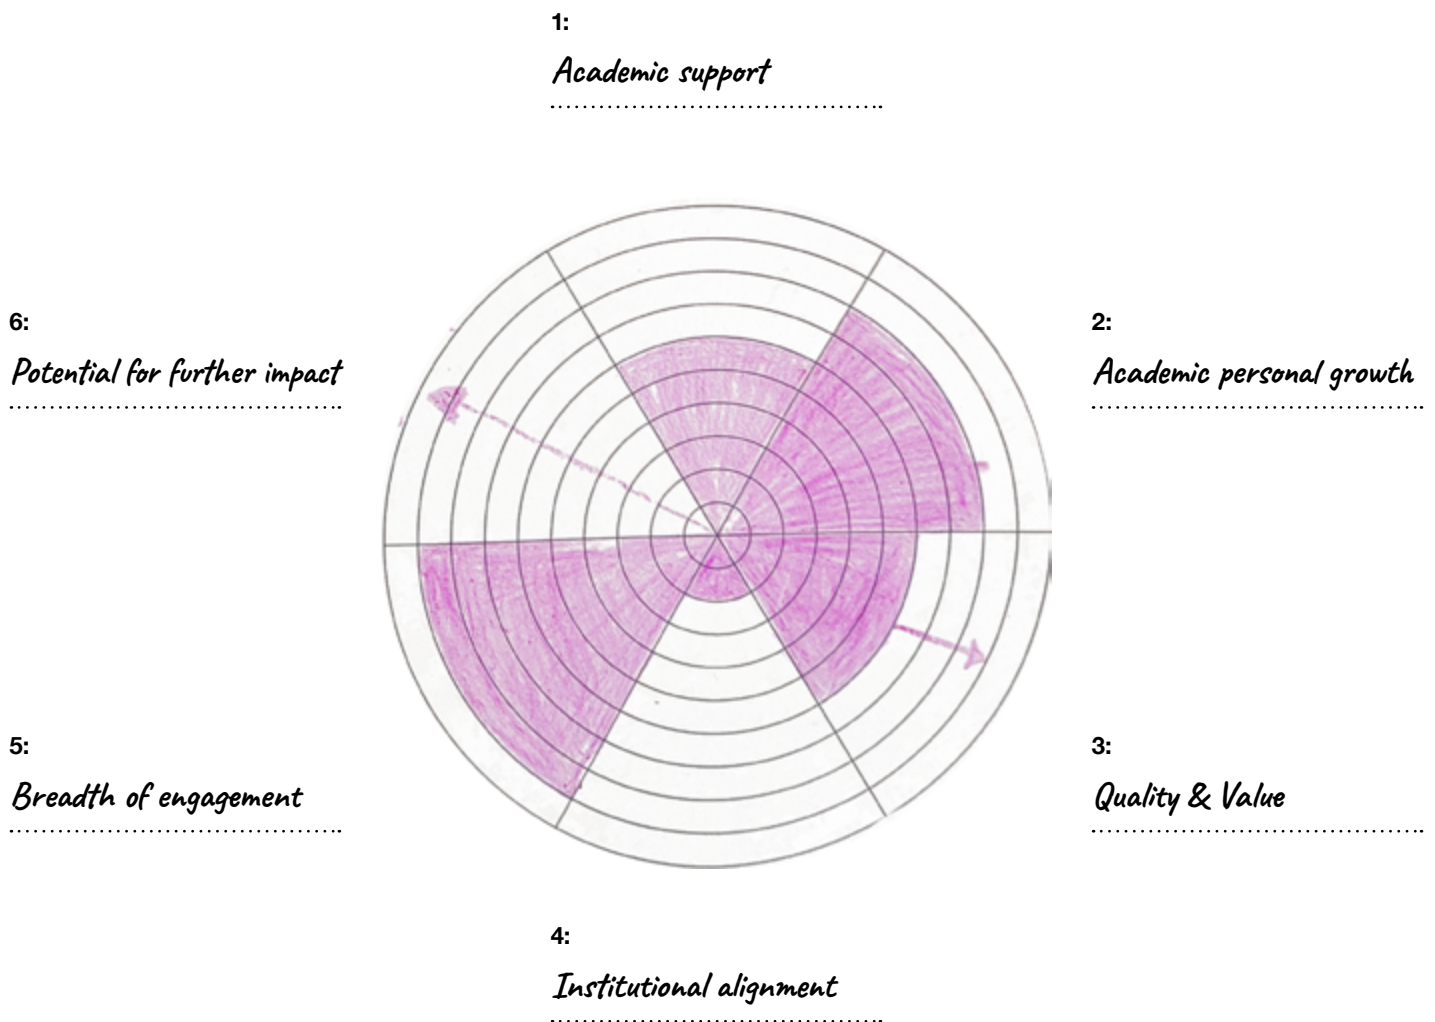 1:
Academic support
6:
Potential for further impact
2:
Academic personal growth
5:
Breadth of engagement
3:
Quality & Value
4:
Institutional alignment